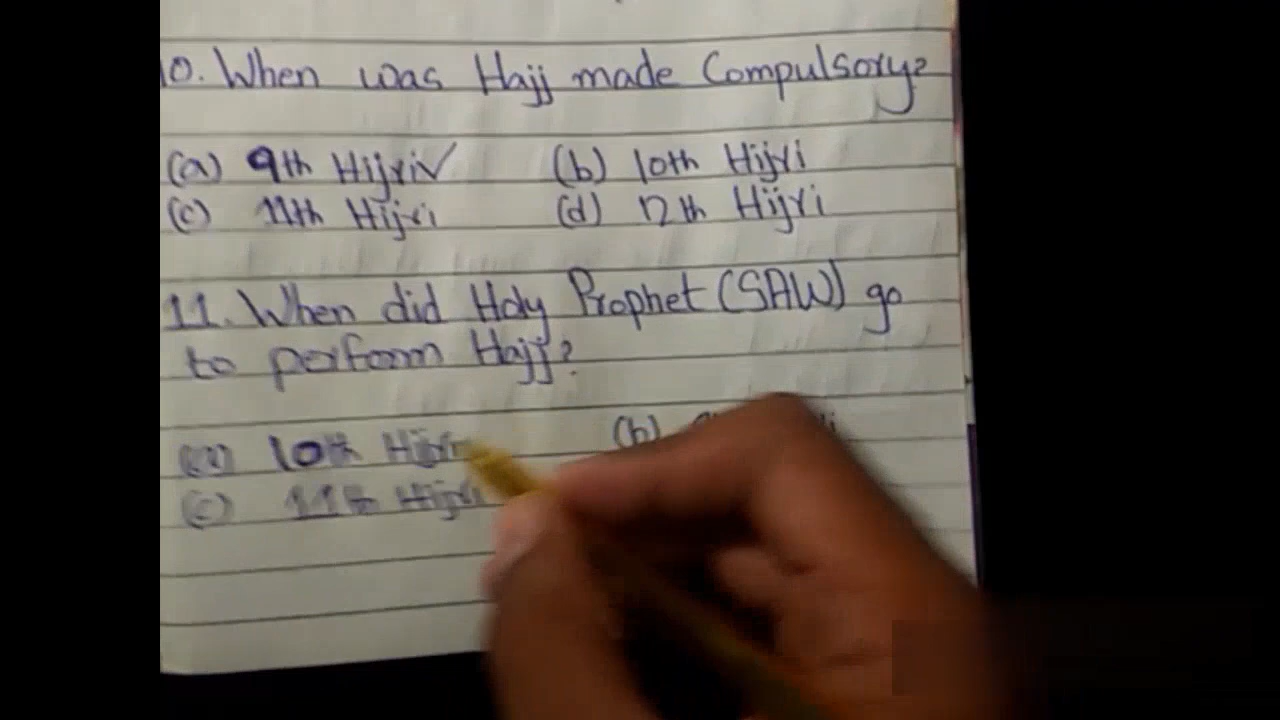 10. When was Hajj made Compulsory?
(a) 9th Hijri✓ (b) 10th Hijri
(c) 11th Hijri (d) 12th Hijri
11. When did Holy Prophet (SAW) go
to perform Hajj?
(a) 10th Hijri (b)
(c) 11th Hijri